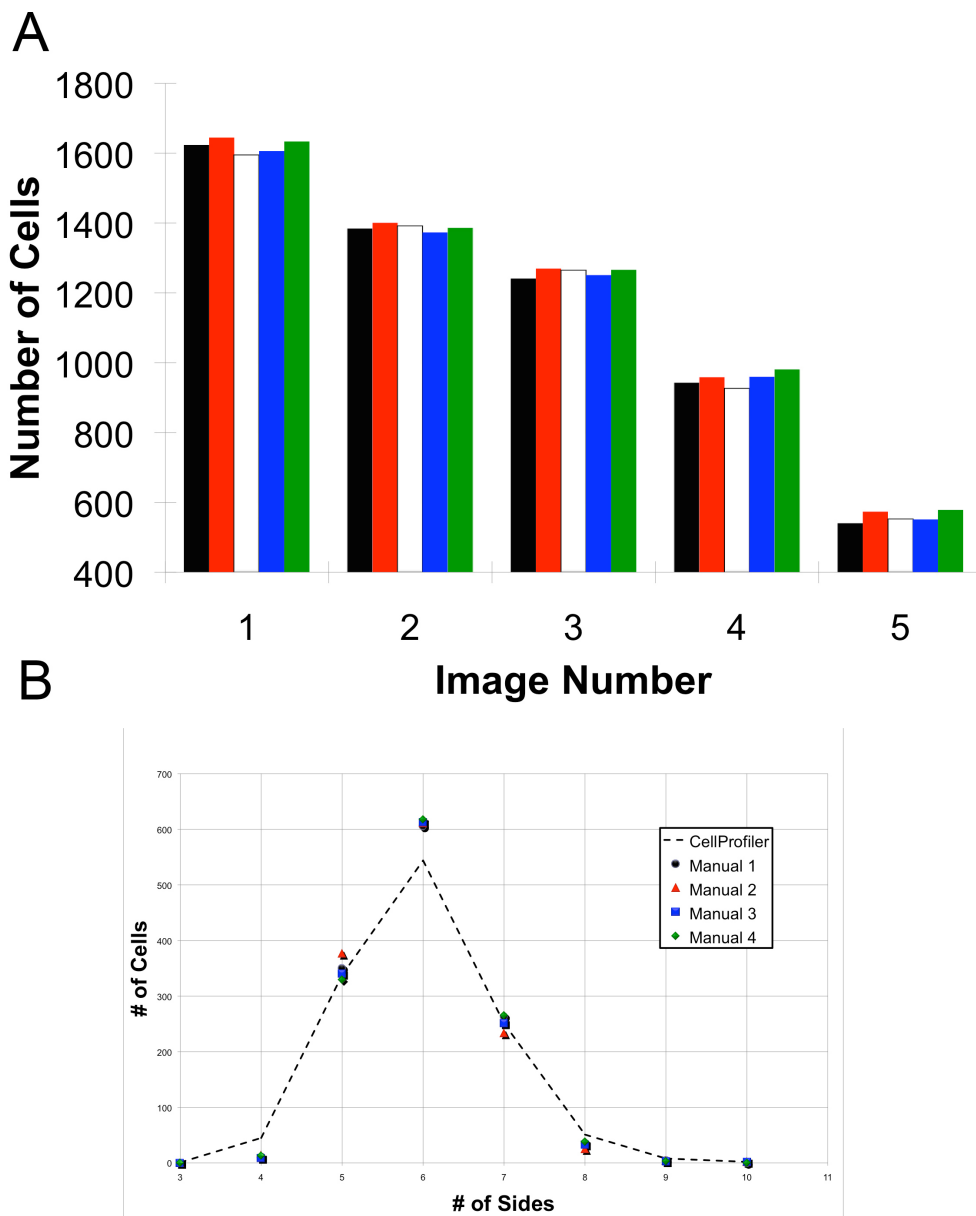 A
1800
1600
1400
1200
1000
800
600
400
Number of Cells
1 2 3 4 5
Image Number
B
700
600
500
400
300
200
100
0
# of Cells
CellProfiler
Manual 1
Manual 2
Manual 3
Manual 4
3 4 5 6 7 8 9 10 11
# of Sides